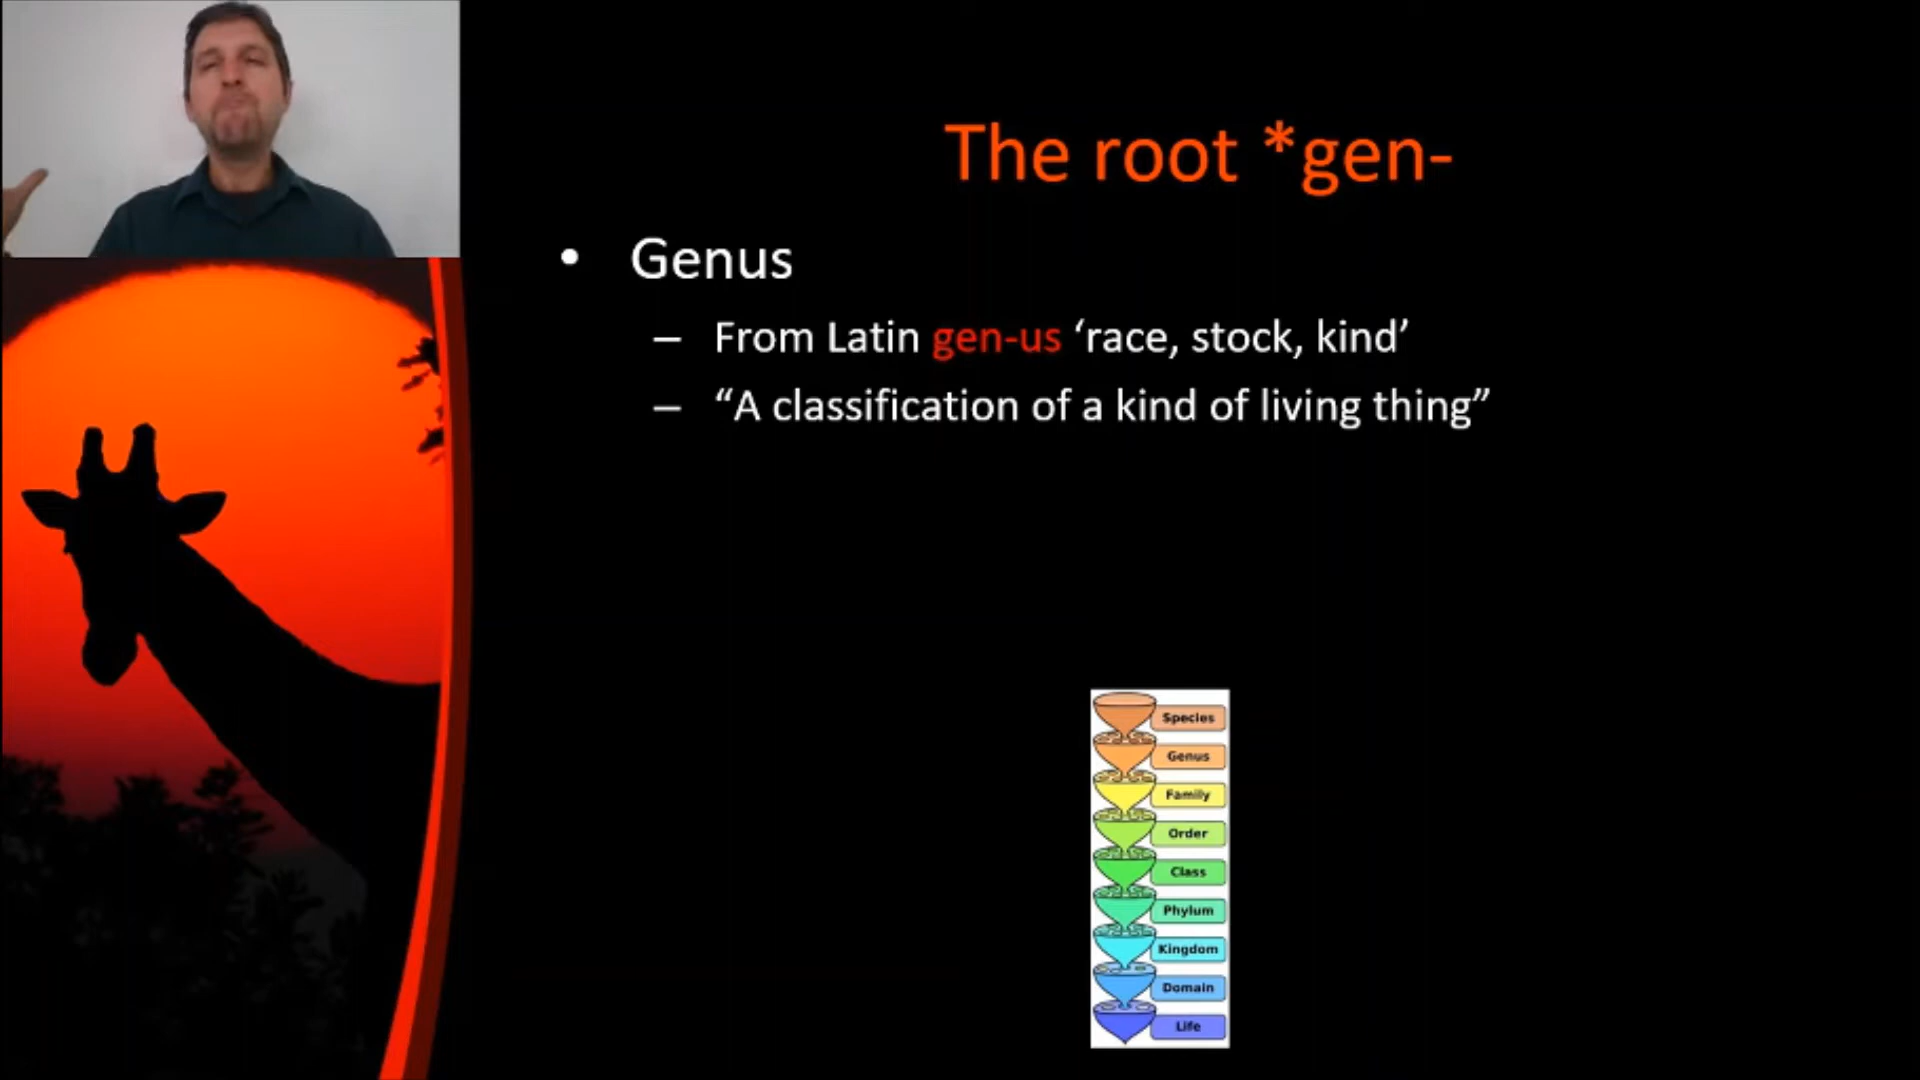 The root *gen-
• Genus
– From Latin gen-us ‘race, stock, kind’
– “A classification of a kind of living thing”
Species
Genus
Family
Order
Class
Phylum
Kingdom
Domain
Life